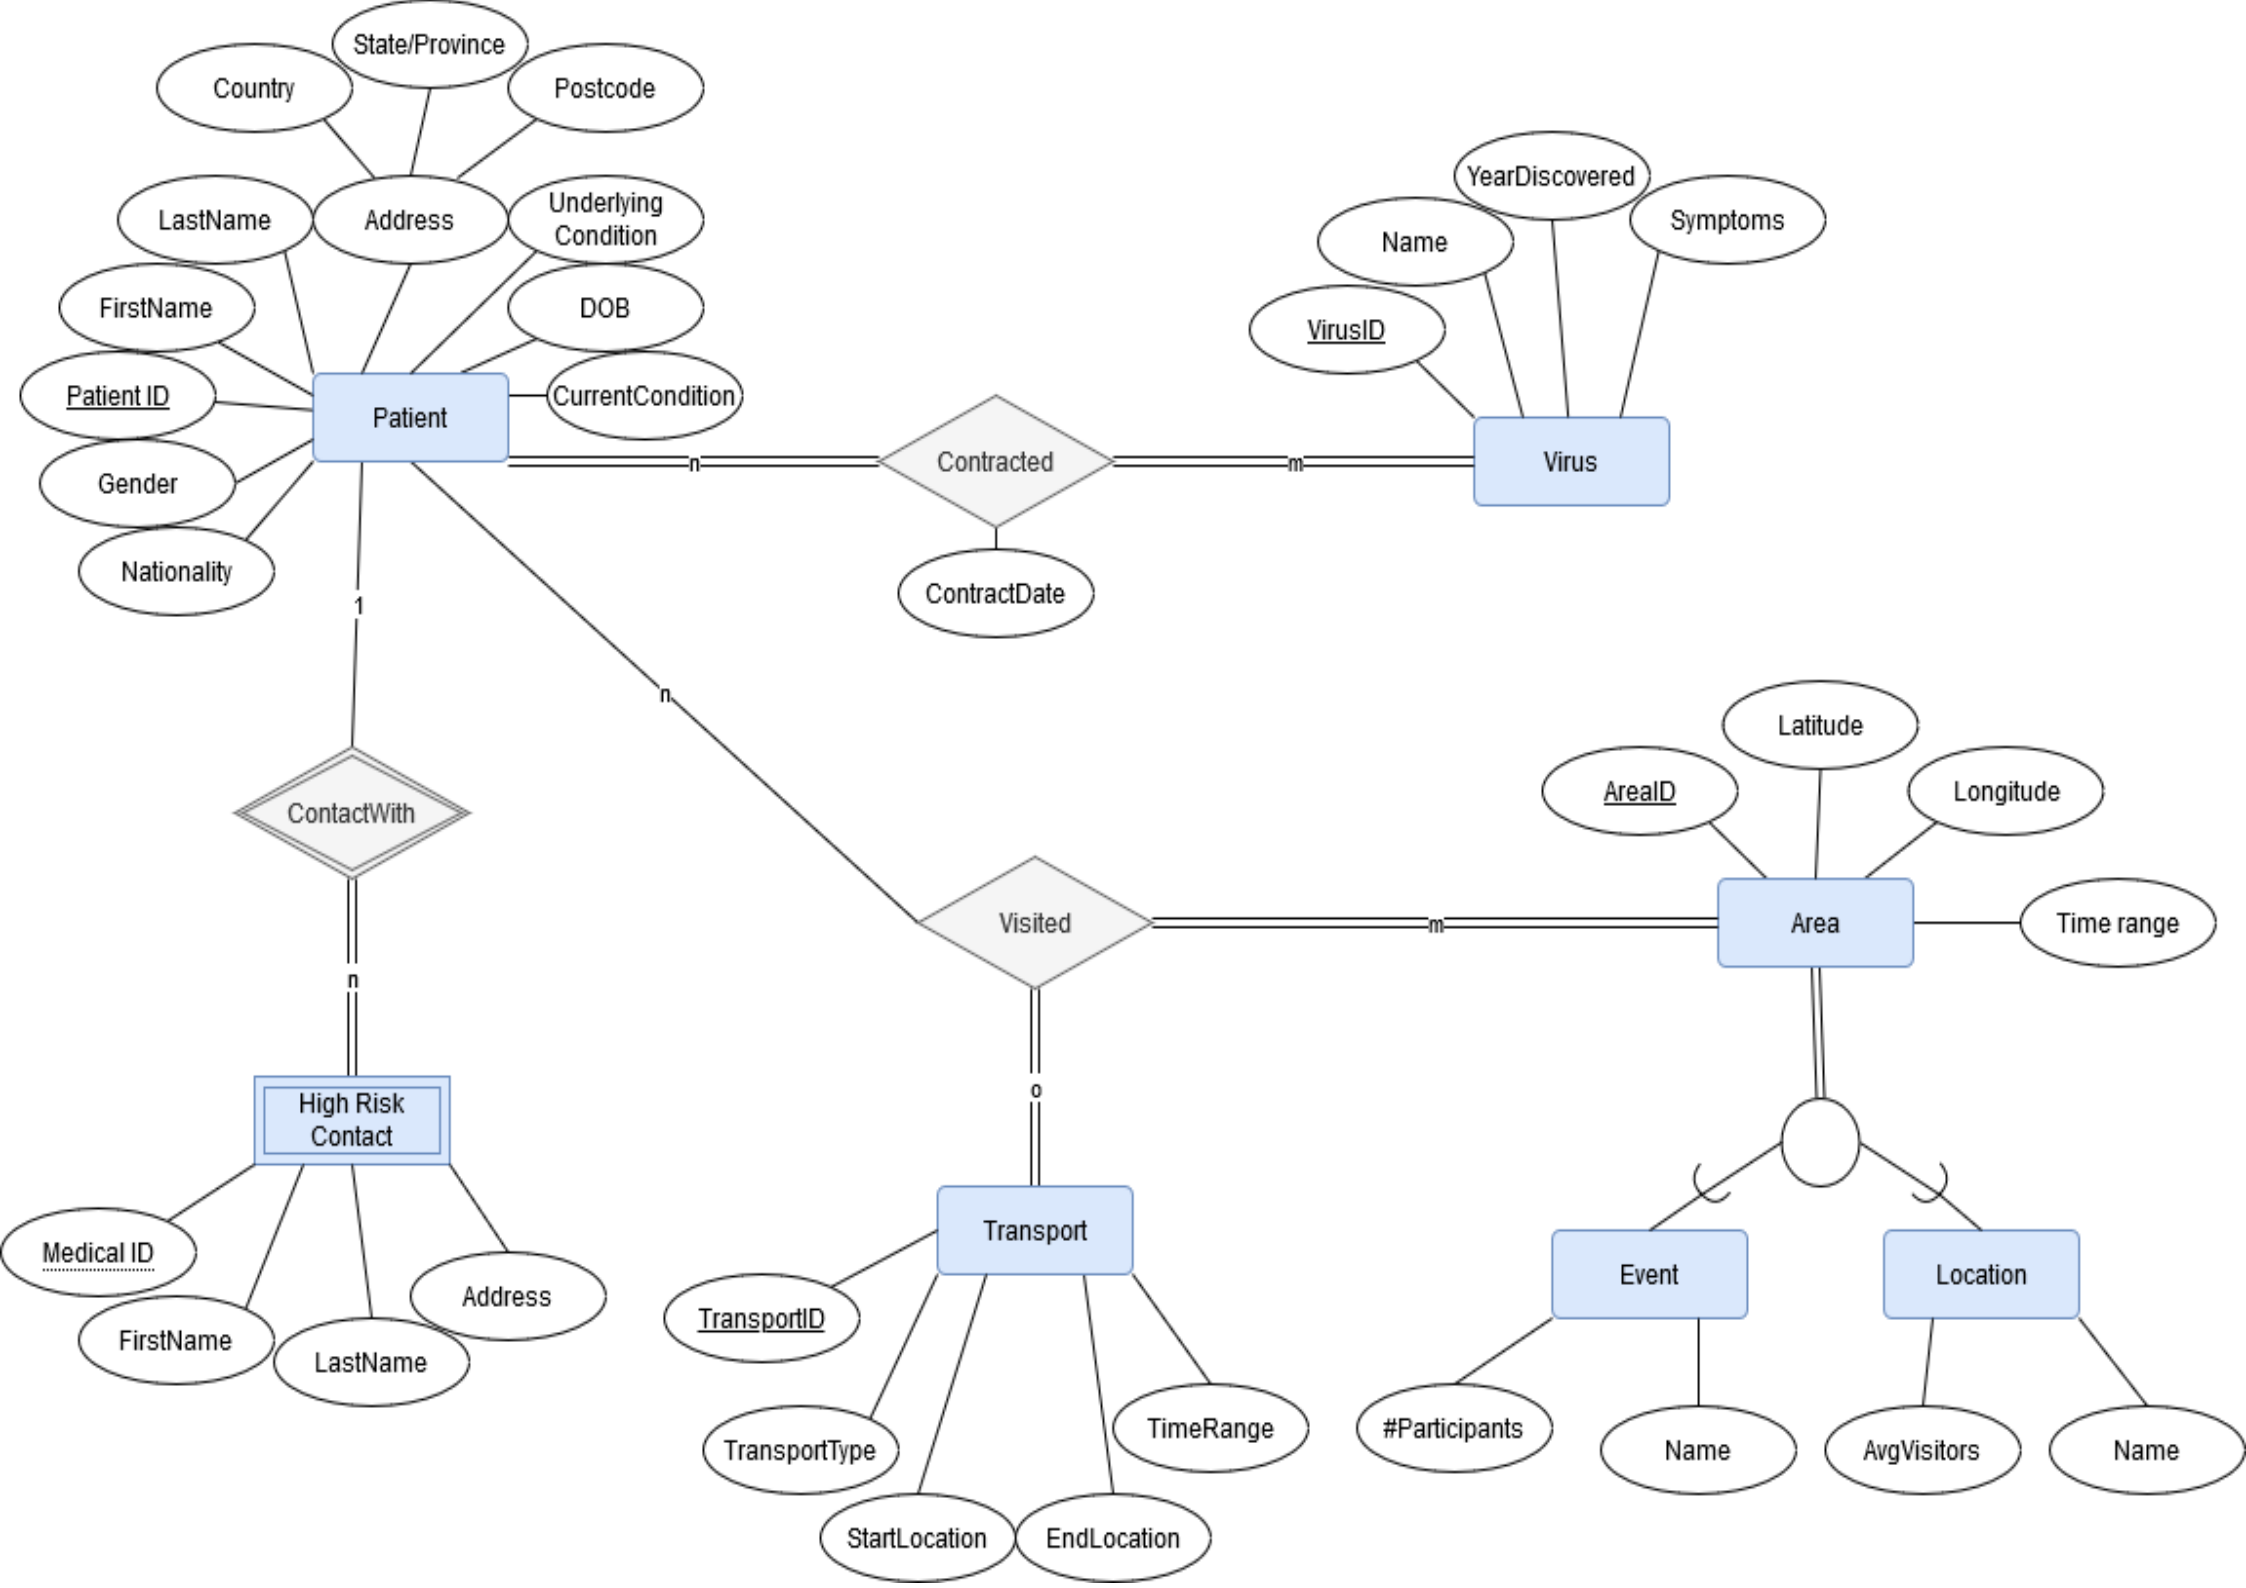 State/Province
Country
Postcode
LastName
Address
Underlying
Condition
FirstName
DOB
Patient ID
CurrentCondition
Patient
Gender
Nationality
n
Contracted
m
ContractDate
YearDiscovered
Symptoms
Name
VirusID
Virus
1
n
ContactWith
n
High Risk
Contact
Medical ID
FirstName
LastName
Address
Visited
m
o
Latitude
AreaID
Longitude
Area
Time range
Transport
TransportID
TransportType
TimeRange
StartLocation
EndLocation
Event
Location
#Participants
Name
AvgVisitors
Name